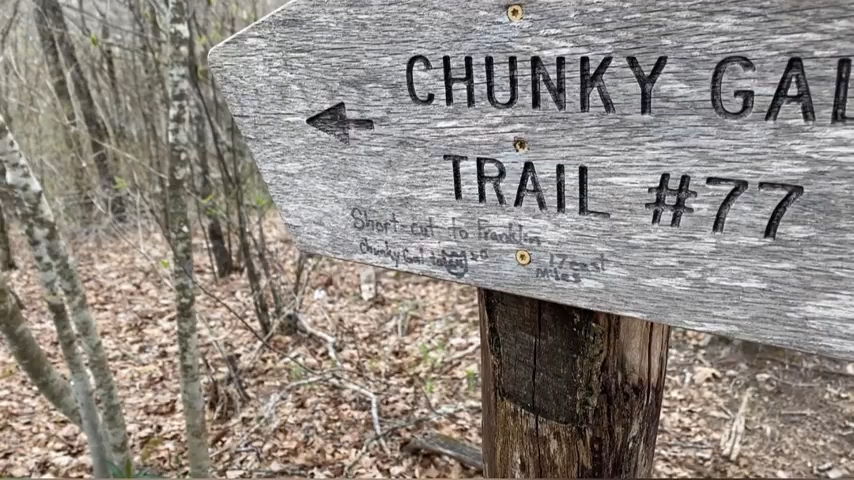 CHUNKY GAL
TRAIL #77
Short-cut to Franklin
Chunky Gal
17 east
Miles